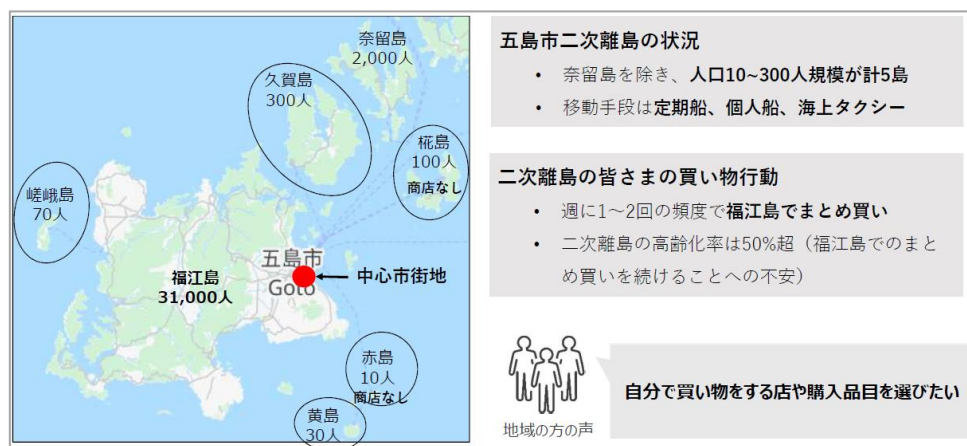 奈留島
2,000人
久賀島
300人
椛島
100人
商店なし
嵯峨島
70人
福江島
31,000人
五島市
Goto
中心市街地
赤島
10人
商店なし
黄島
30人
五島市二次離島の状況
• 奈留島を除き、人口10~300人規模が計5島
• 移動手段は定期船、個人船、海上タクシー
二次離島の皆さまの買い物行動
• 週に1～2回の頻度で福江島でまとめ買い
• 二次離島の高齢化率は50%超（福江島でのまと
め買いを続けることへの不安）
地域の方の声
自分で買い物をする店や購入品目を選びたい